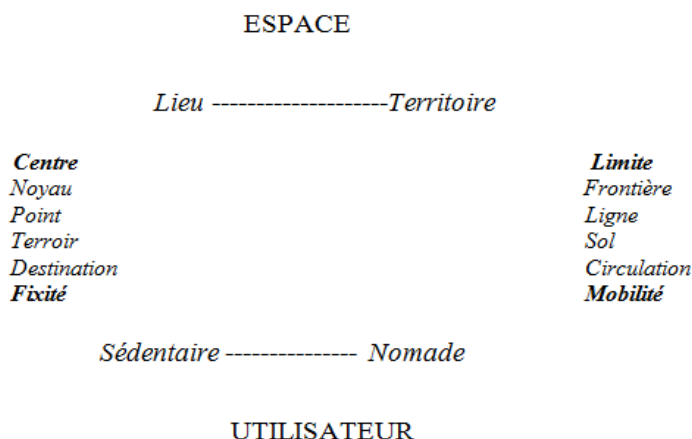 ESPACE
Lieu --------------------Territoire
Centre Limite
Noyau Frontière
Point Ligne
Terroir Sol
Destination Circulation
Fixité Mobilité
Sédentaire --------------- Nomade
UTILISATEUR